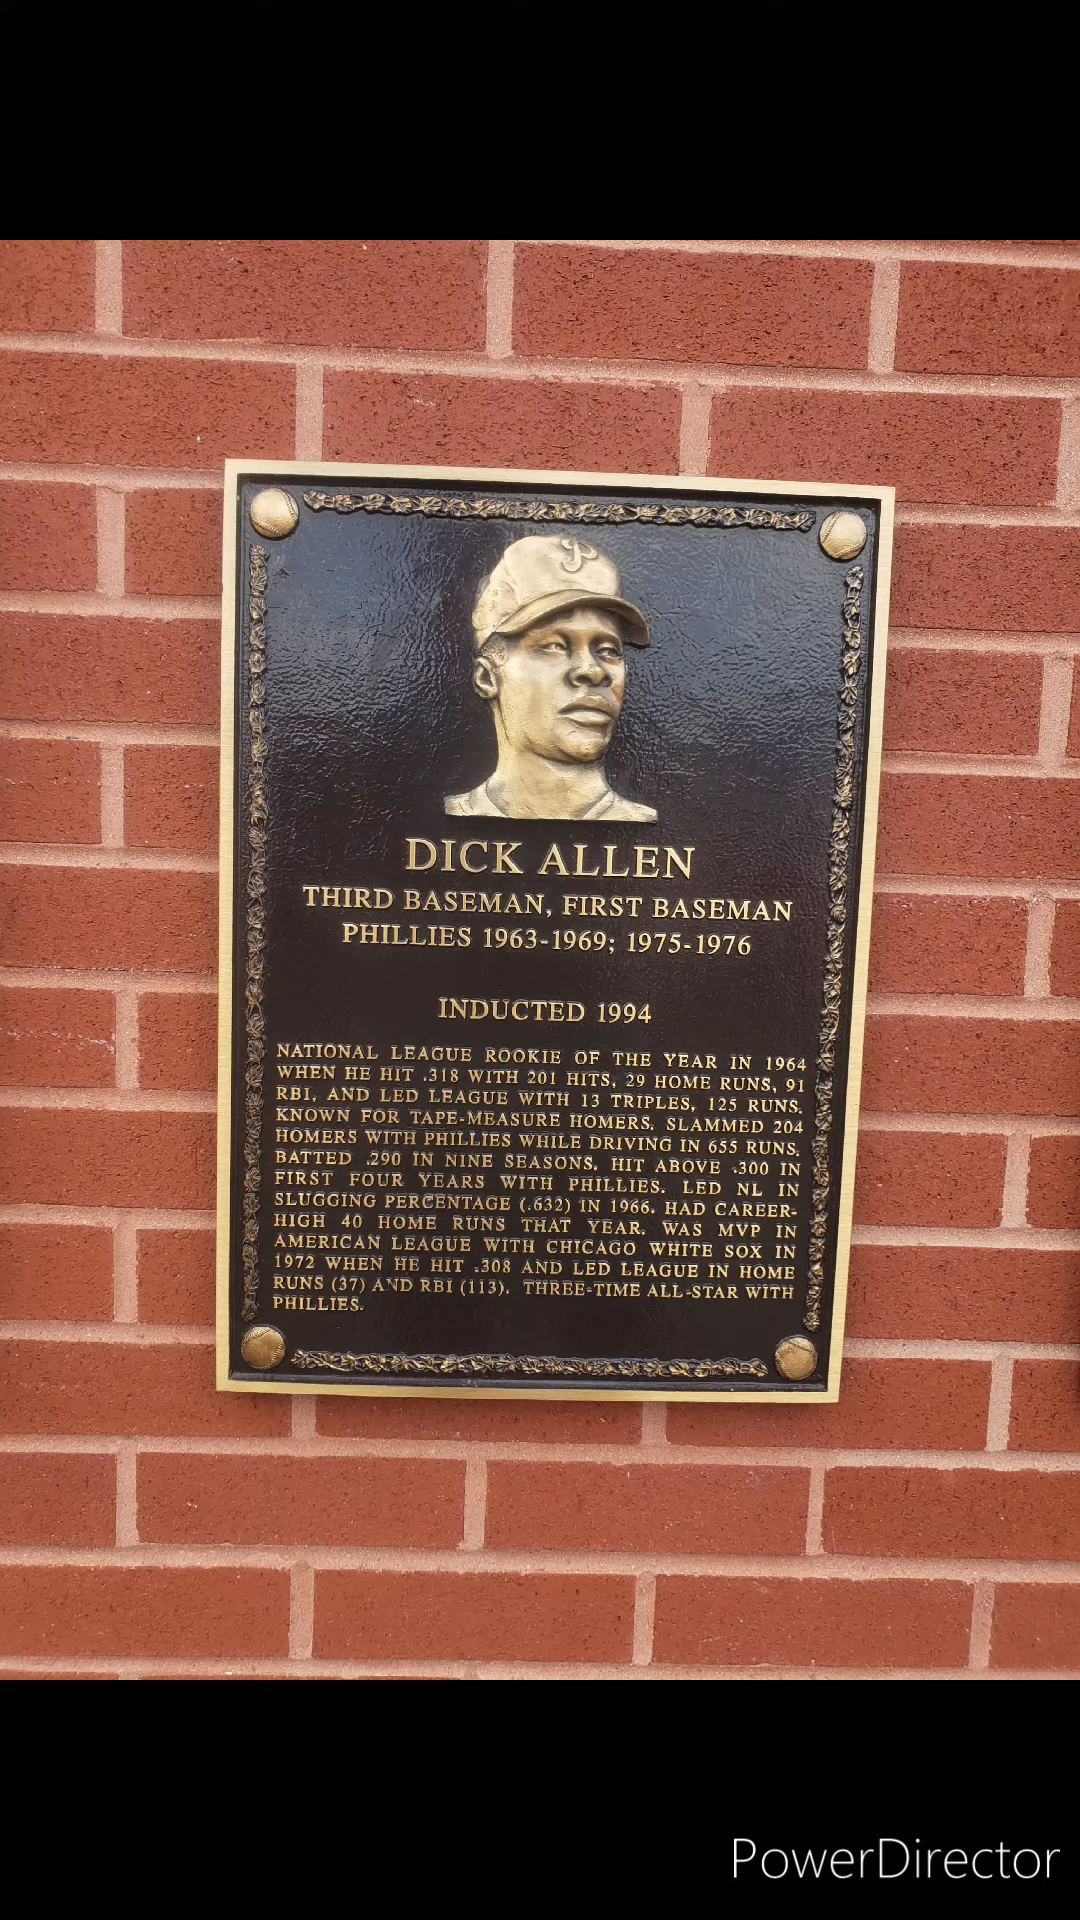 P
DICK ALLEN
THIRD BASEMAN, FIRST BASEMAN
PHILLIES 1963-1969; 1975-1976
INDUCTED 1994
NATIONAL LEAGUE ROOKIE OF THE YEAR IN 1964
WHEN HE HIT .318 WITH 201 HITS, 29 HOME RUNS, 91
RBI, AND LED LEAGUE WITH 13 TRIPLES, 125 RUNS.
KNOWN FOR TAPE-MEASURE HOMERS, SLAMMED 204
HOMERS WITH PHILLIES WHILE DRIVING IN 655 RUNS,
BATTED .290 IN NINE SEASONS. HIT ABOVE .300 IN
FIRST FOUR YEARS WITH PHILLIES. LED NL IN
SLUGGING PERCENTAGE (.632) IN 1966. HAD CAREER-
HIGH 40 HOME RUNS THAT YEAR. WAS MVP IN
AMERICAN LEAGUE WITH CHICAGO WHITE SOX IN
1972 WHEN HE HIT .308 AND LED LEAGUE IN HOME
RUNS (37) AND RBI (113). THREE-TIME ALL-STAR WITH
PHILLIES.
PowerDirector